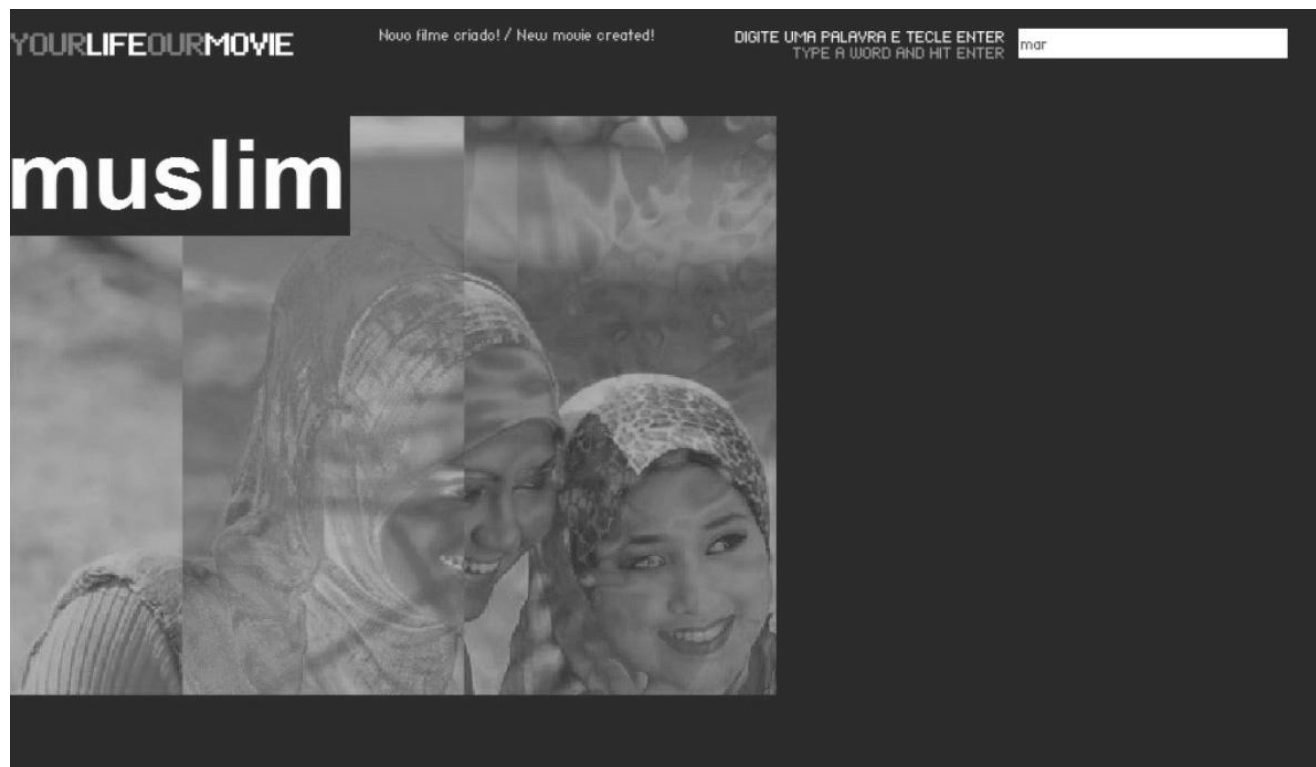 YOURLIFEOURMOVIE
Novo filme criado! / New movie created!
DIGITE UMA PALAVRA E TECLE ENTER
TYPE A WORD AND HIT ENTER
mar
muslim